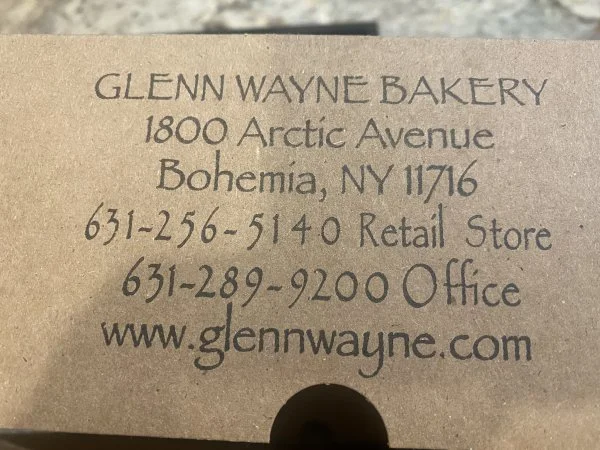 GLENN WAYNE BAKERY
1800 Arctic Avenue
Bohemia, NY 11716
631-256-5140 Retail Store
631-289-9200 Office
www.glennwayne.com